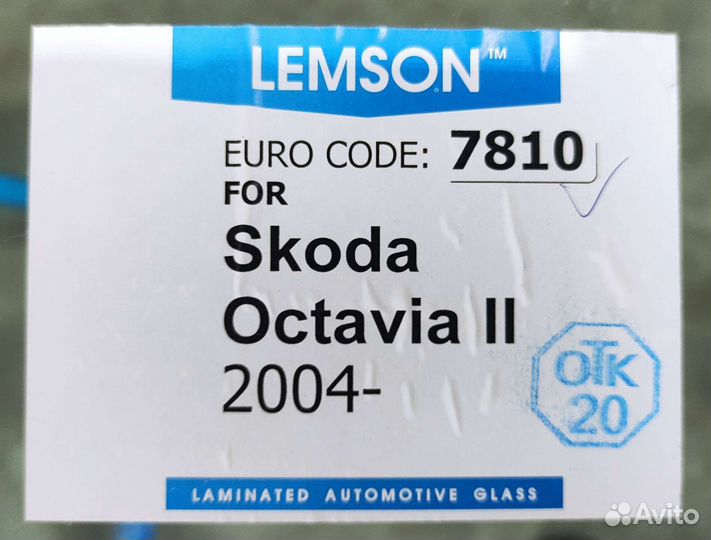 LEMSON™
EURO CODE: 7810
FOR
Skoda
Octavia II
2004-
ОТК
20
LAMINATED AUTOMOTIVE GLASS
Avito